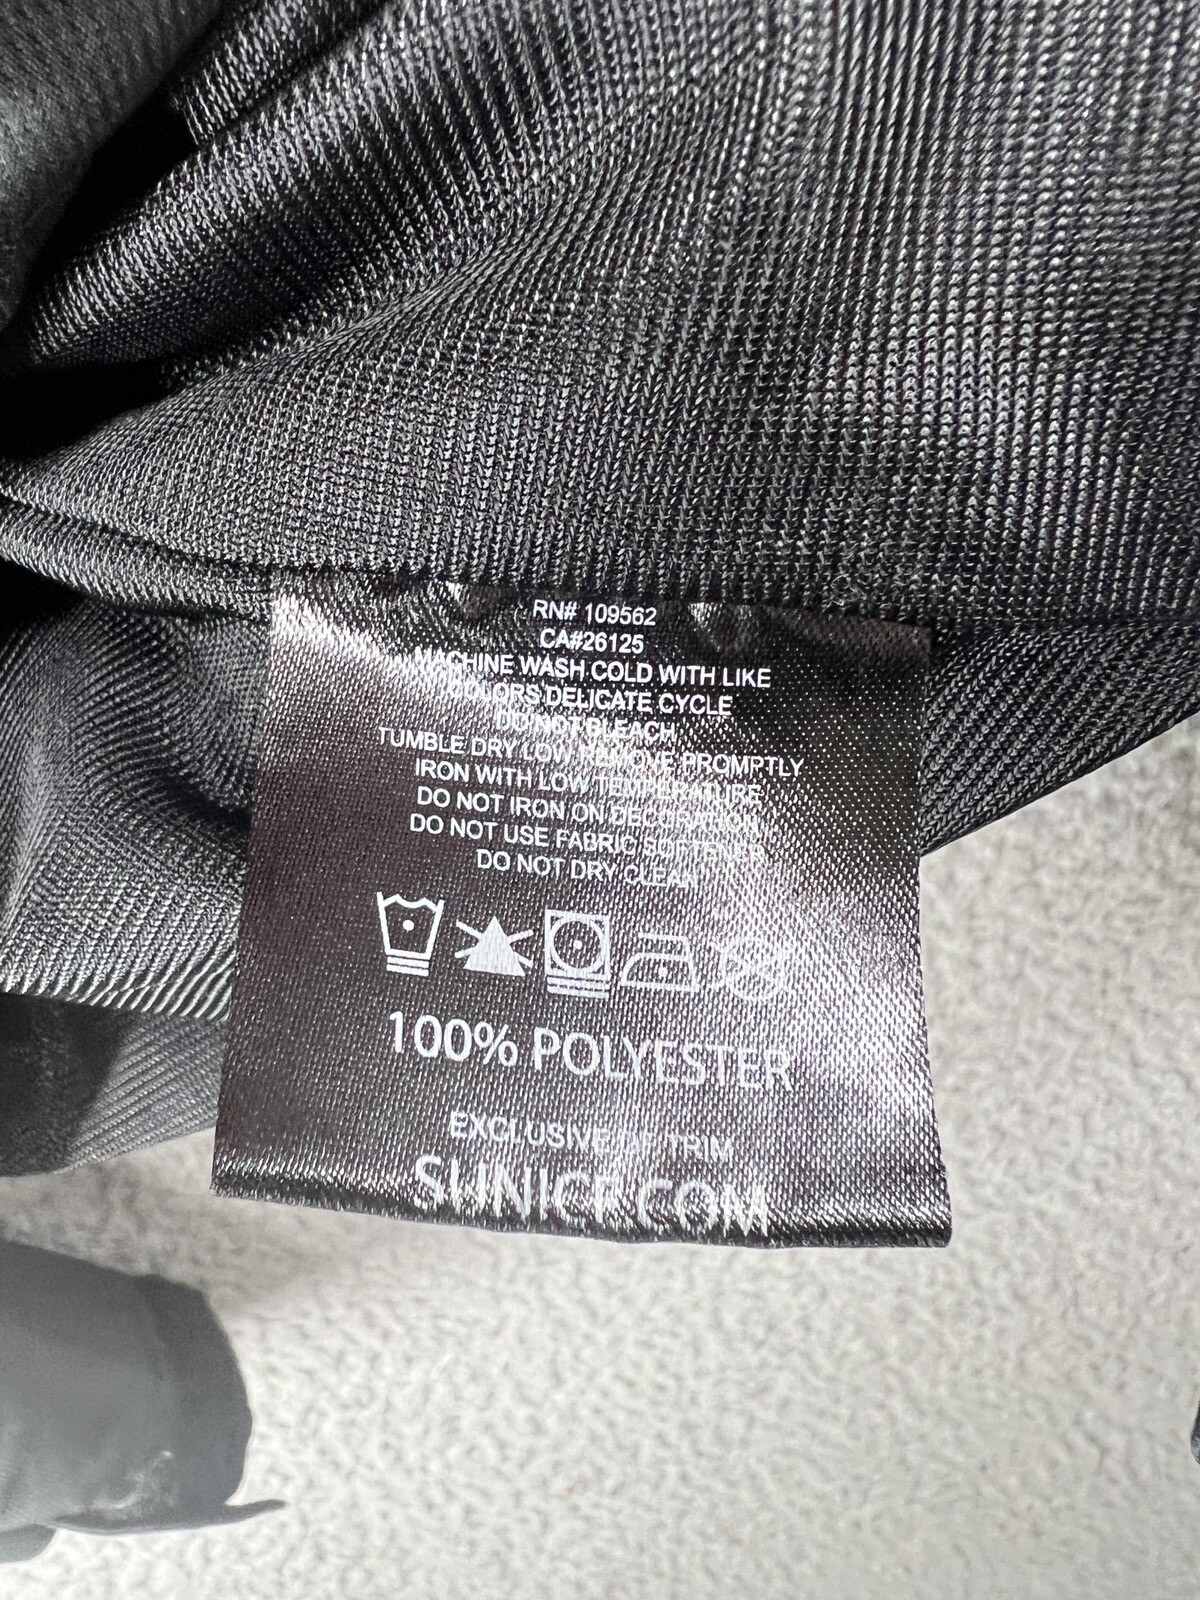 RN# 109562
CA#26125
MACHINE WASH COLD WITH LIKE
COLORS DELICATE CYCLE
DO NOT BLEACH
TUMBLE DRY LOW, REMOVE PROMPTLY
IRON WITH LOW TEMPERATURE
DO NOT IRON ON DECORATION
DO NOT USE FABRIC SOFTENER
DO NOT DRY CLEAN
100% POLYESTER
EXCLUSIVE OF TRIM
SUNICE.COM